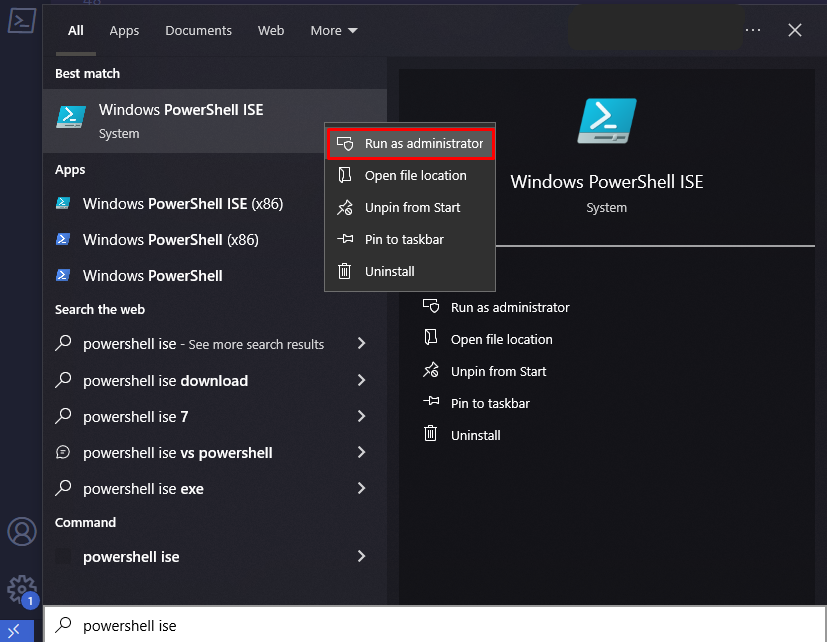 All Apps Documents Web More
Best match
Windows PowerShell ISE
System
Apps
Windows PowerShell ISE (x86)
Windows PowerShell (x86)
Windows PowerShell
Search the web
powershell ise - See more search results
powershell ise download
powershell ise 7
powershell ise vs powershell
powershell ise exe
Command
powershell ise
powershell ise
Run as administrator
Open file location
Unpin from Start
Pin to taskbar
Uninstall
Windows PowerShell ISE
System
Run as administrator
Open file location
Unpin from Start
Pin to taskbar
Uninstall
1